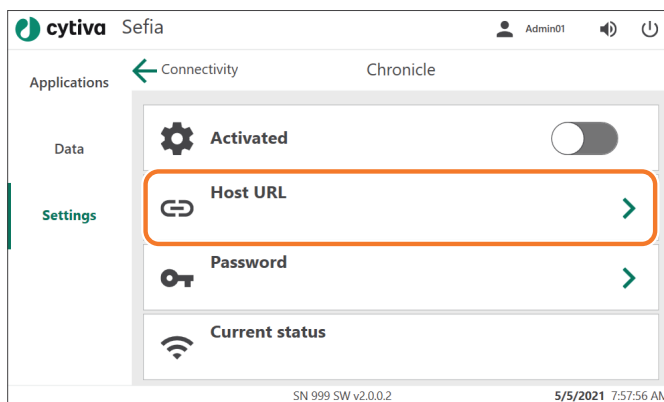 cytiva Sefia
Admin01
Applications
Connectivity
Chronicle
Activated
Data
Host URL
Settings
Password
Current status
SN 999 SW v2.0.0.2
5/5/2021 7:57:56 AM